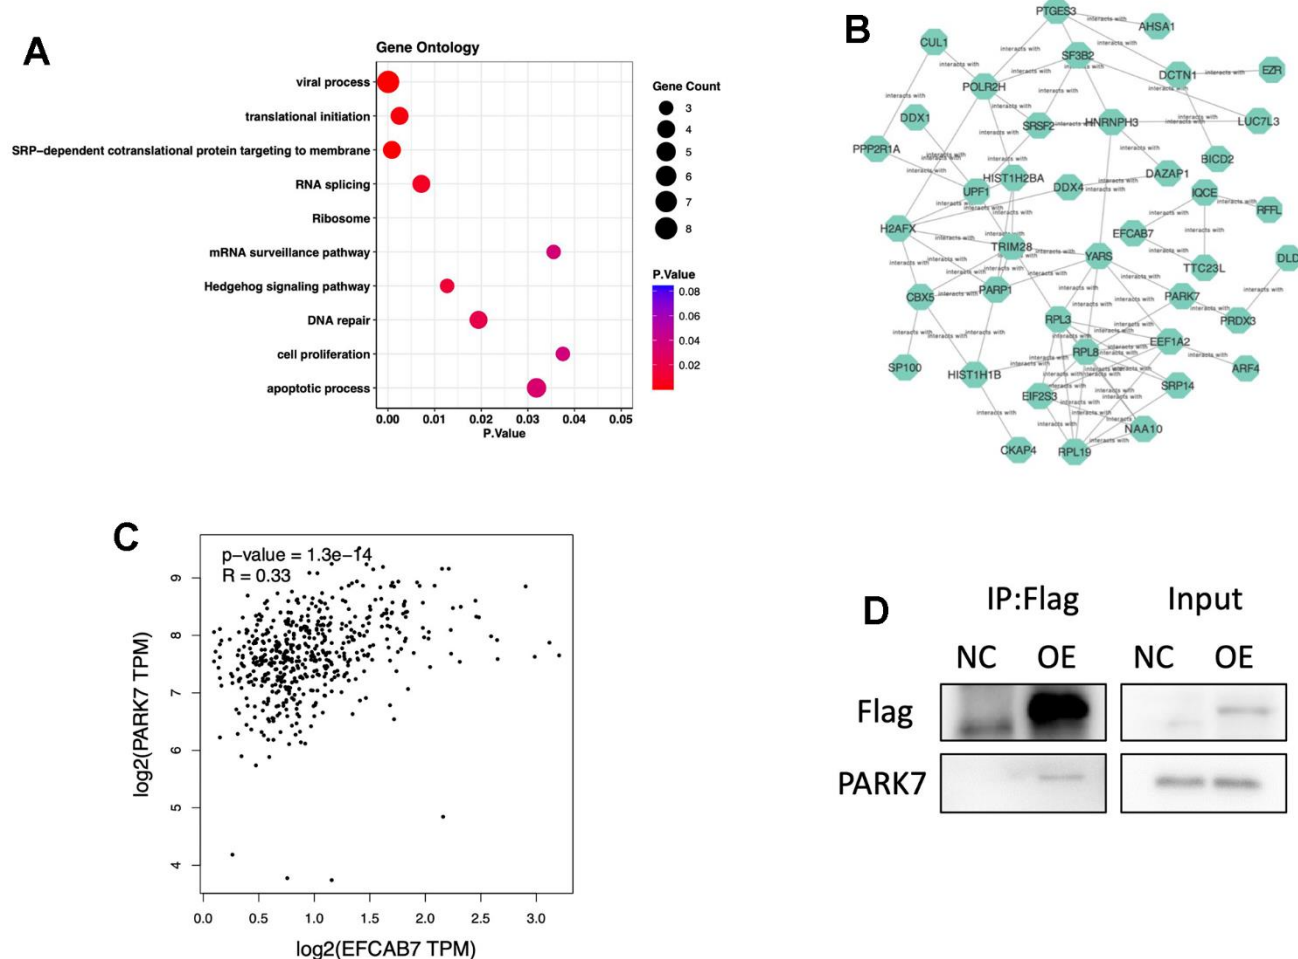 A
Gene Ontology
viral process
translational initiation
SRP-dependent cotranslational protein targeting to membrane
RNA splicing
Ribosome
mRNA surveillance pathway
Hedgehog signaling pathway
DNA repair
cell proliferation
apoptotic process
0.00 0.01 0.02 0.03 0.04 0.05
P.Value
Gene Count
3
4
5
6
7
8
P.Value
0.08
0.06
0.04
0.02
B
PTGES3
AHSA1
CUL1
SF3B2
DCTN1
EZR
POLR2H
DDX1
SRSF2
HNRNPH3
LUC7L3
PPP2R1A
BICD2
DAZAP1
HIST1H2BA
UPF1
DDX4
IQCE
RFFL
H2AFX
EFCAB7
TRIM28
YARS
TTC23L
DLD
CBX5
PARP1
PARK7
RPL3
PRDX3
EEF1A2
RPL8
SP100
HIST1H1B
ARF4
SRP14
EIF2S3
NAA10
CKAP4
RPL19
interacts with
C
p-value = 1.3e-14
R = 0.33
log2(PARK7 TPM)
9
8
7
6
5
4
0.0 0.5 1.0 1.5 2.0 2.5 3.0
log2(EFCAB7 TPM)
D
IP:Flag Input
NC OE NC OE
Flag
PARK7